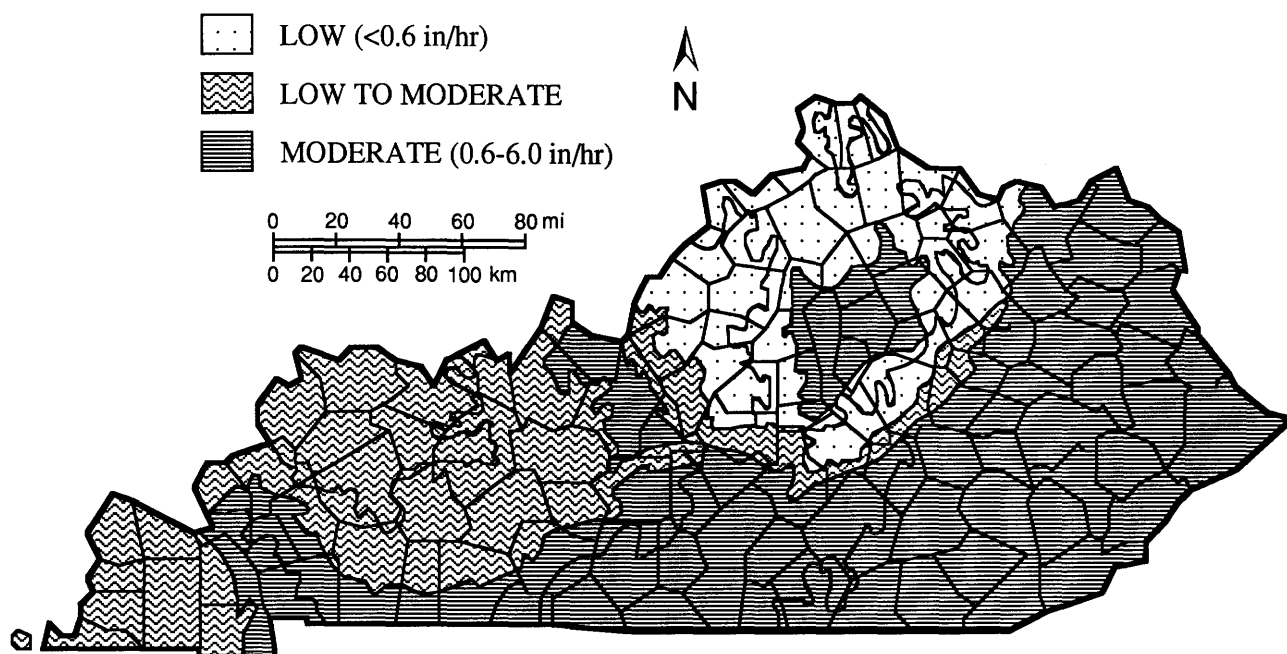 LOW (<0.6 in/hr)
LOW TO MODERATE
MODERATE (0.6-6.0 in/hr)
N
0 20 40 60 80 mi
0 20 40 60 80 100 km